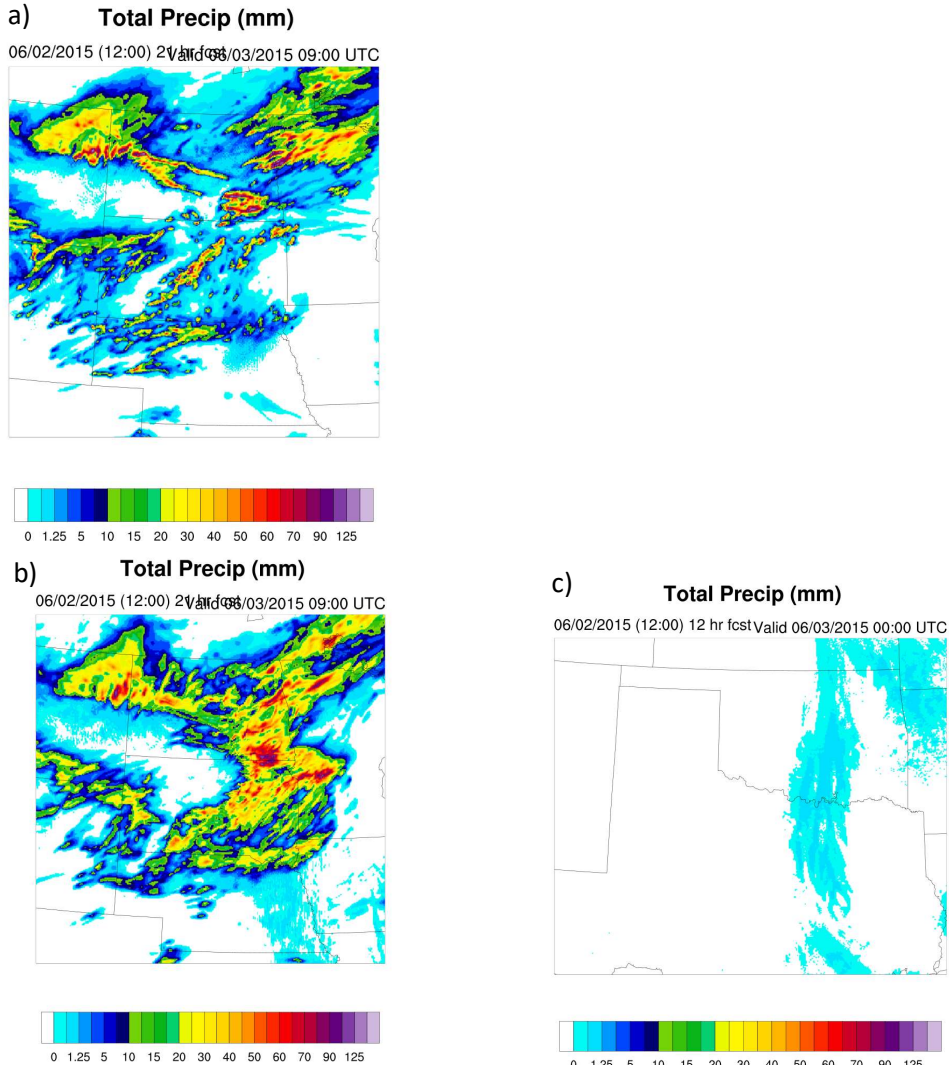 a)
Total Precip (mm)
06/02/2015 (12:00) 21 hr fcst Valid 06/03/2015 09:00 UTC
0 1.25 5 10 15 20 30 40 50 60 70 90 125
b)
Total Precip (mm)
06/02/2015 (12:00) 21 hr fcst Valid 06/03/2015 09:00 UTC
0 1.25 5 10 15 20 30 40 50 60 70 90 125
c)
Total Precip (mm)
06/02/2015 (12:00) 12 hr fcst Valid 06/03/2015 00:00 UTC
0 1.25 5 10 15 20 30 40 50 60 70 90 125